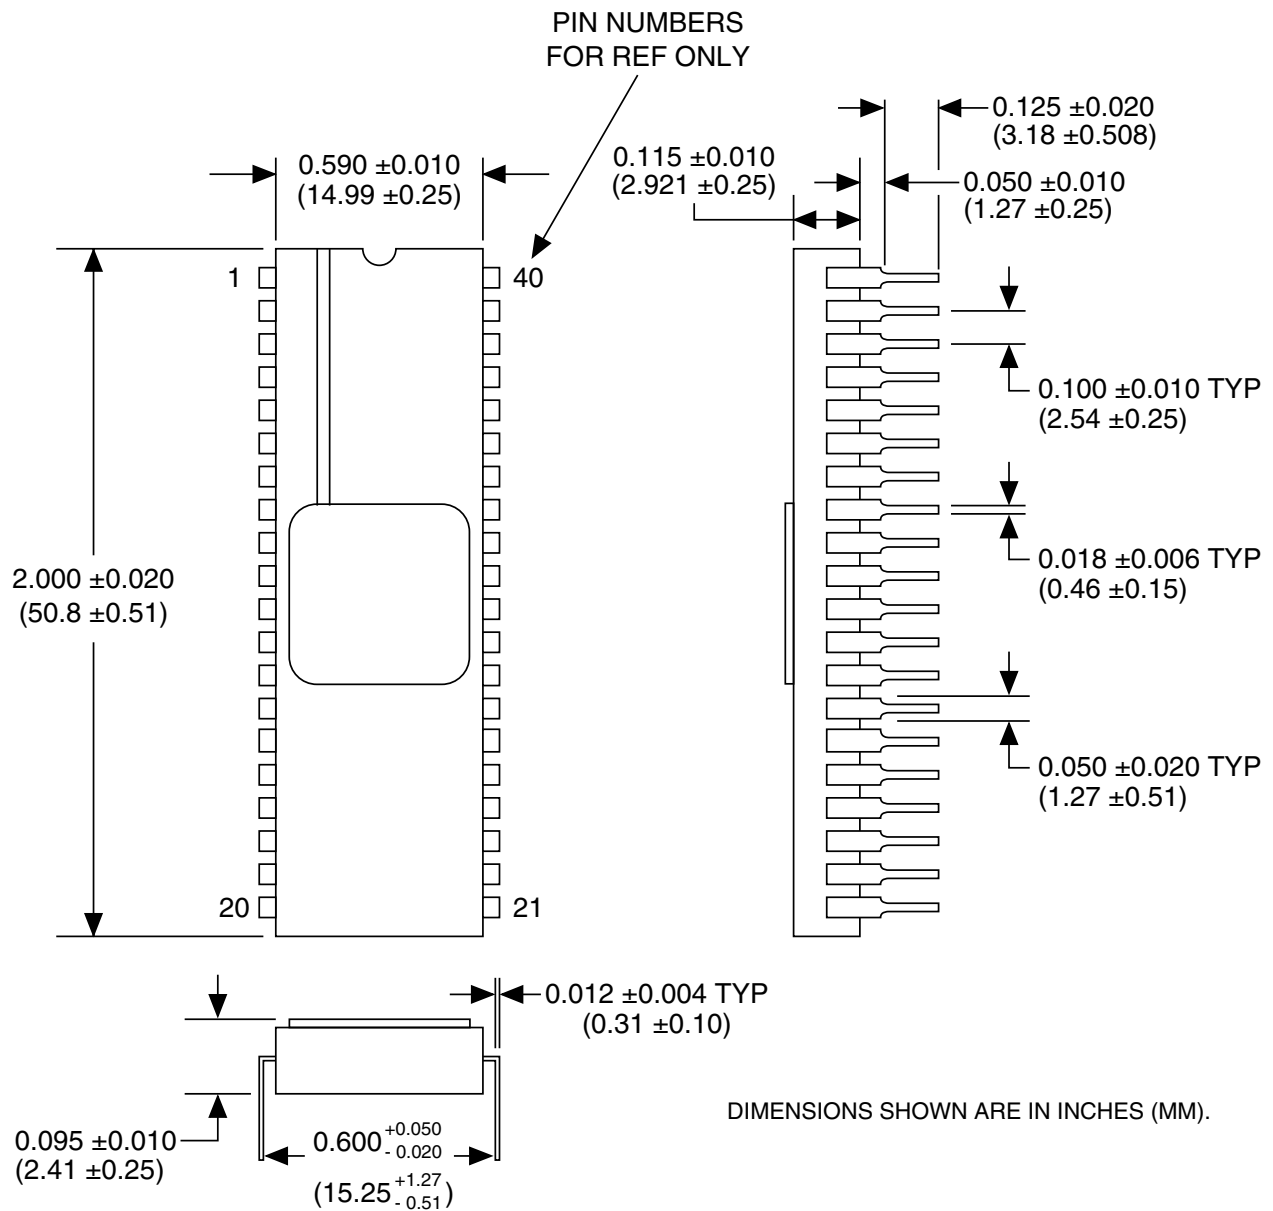 PIN NUMBERS
FOR REF ONLY
0.125 ±0.020
(3.18 ±0.508)
0.590 ±0.010
(14.99 ±0.25)
0.115 ±0.010
(2.921 ±0.25)
0.050 ±0.010
(1.27 ±0.25)
1
40
0.100 ±0.010 TYP
(2.54 ±0.25)
0.018 ±0.006 TYP
(0.46 ±0.15)
2.000 ±0.020
(50.8 ±0.51)
0.050 ±0.020 TYP
(1.27 ±0.51)
20
21
0.012 ±0.004 TYP
(0.31 ±0.10)
DIMENSIONS SHOWN ARE IN INCHES (MM).
0.095 ±0.010
(2.41 ±0.25)
0.600 +0.050 - 0.020
(15.25 +1.27 - 0.51)